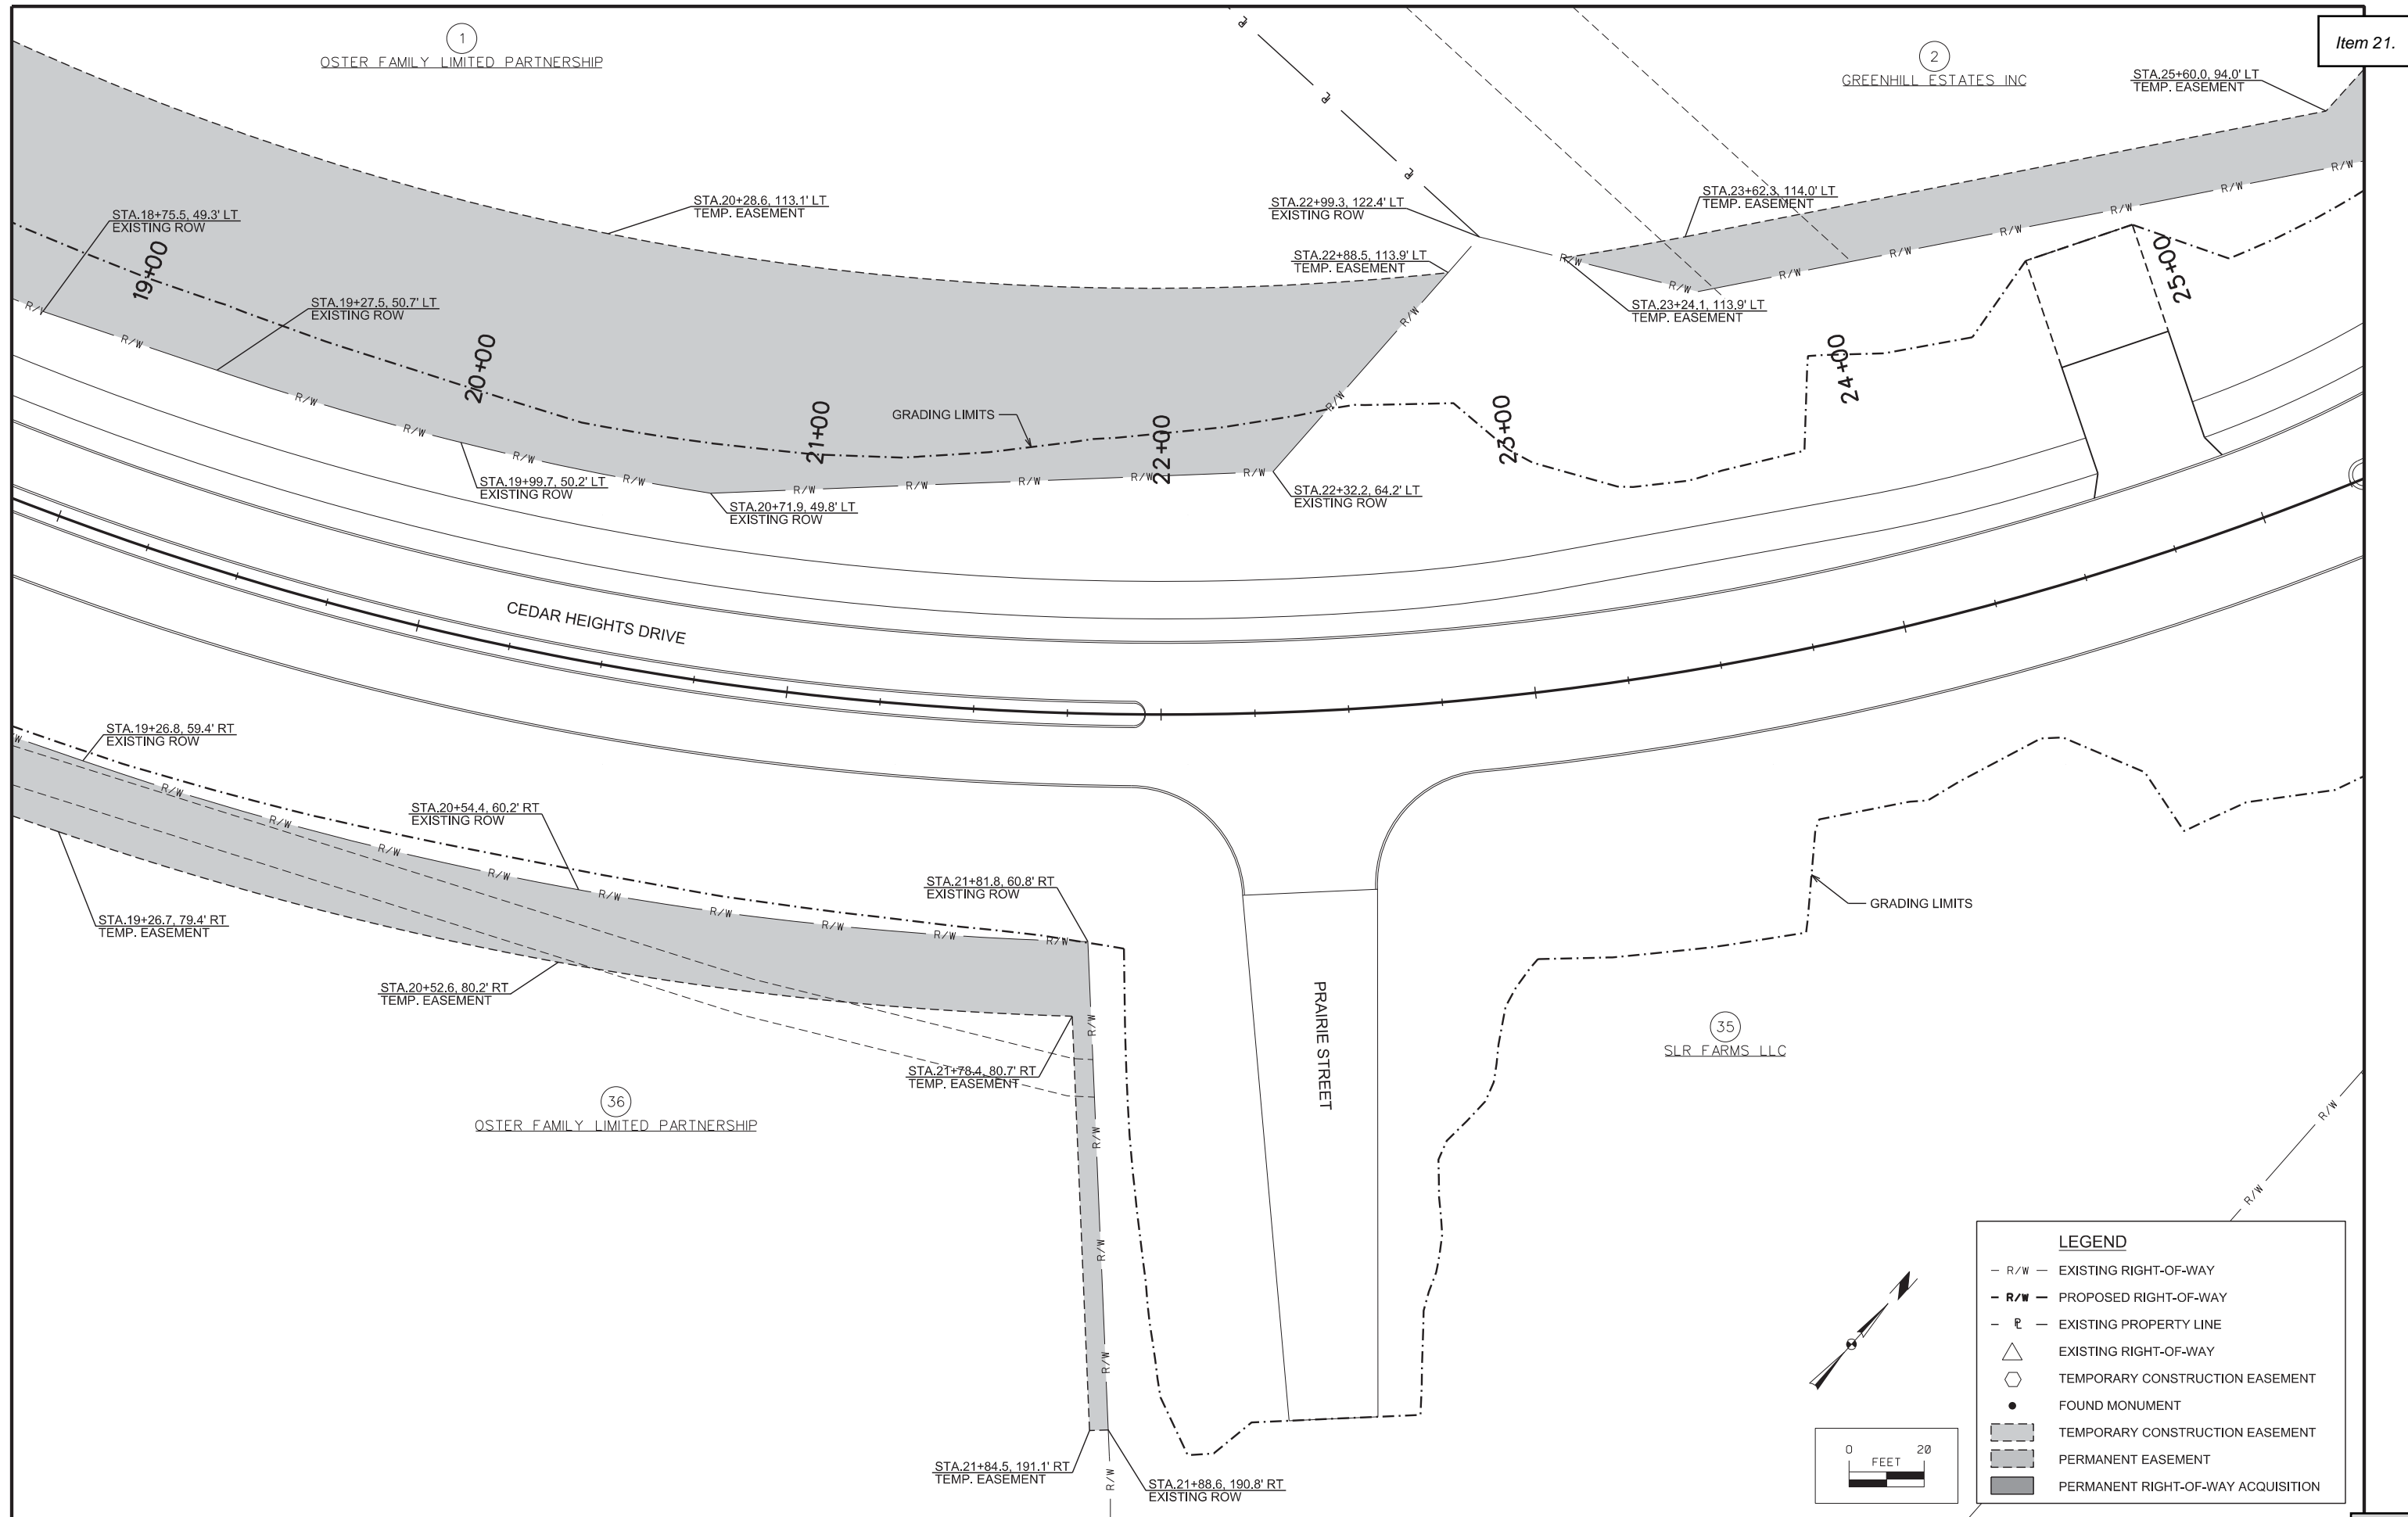 Item 21.
1
OSTER FAMILY LIMITED PARTNERSHIP
2
GREENHILL ESTATES INC
STA.25+60.0, 94.0' LT
TEMP. EASEMENT
STA.18+75.5, 49.3' LT
EXISTING ROW
STA.20+28.6, 113.1' LT
TEMP. EASEMENT
STA.22+99.3, 122.4' LT
EXISTING ROW
STA.23+62.3, 114.0' LT
TEMP. EASEMENT
STA.22+88.5, 113.9' LT
TEMP. EASEMENT
STA.23+24.1, 113.9' LT
TEMP. EASEMENT
STA.19+27.5, 50.7' LT
EXISTING ROW
19+00
20+00
21+00
22+00
23+00
24+00
25+00
GRADING LIMITS
STA.19+99.7, 50.2' LT
EXISTING ROW
STA.20+71.9, 49.8' LT
EXISTING ROW
STA.22+32.2, 64.2' LT
EXISTING ROW
R/W R/W R/W R/W R/W R/W R/W R/W R/W R/W R/W R/W R/W
R/W R/W R/W R/W R/W R/W R/W R/W
CEDAR HEIGHTS DRIVE
STA.19+26.8, 59.4' RT
EXISTING ROW
STA.20+54.4, 60.2' RT
EXISTING ROW
STA.21+81.8, 60.8' RT
EXISTING ROW
GRADING LIMITS
STA.19+26.7, 79.4' RT
TEMP. EASEMENT
STA.20+52.6, 80.2' RT
TEMP. EASEMENT
STA.21+78.4, 80.7' RT
TEMP. EASEMENT
R/W R/W R/W R/W R/W R/W R/W R/W R/W
R/W R/W R/W R/W R/W
PRAIRIE STREET
35
SLR FARMS LLC
36
OSTER FAMILY LIMITED PARTNERSHIP
R/W R/W
STA.21+84.5, 191.1' RT
TEMP. EASEMENT
STA.21+88.6, 190.8' RT
EXISTING ROW
0 20
FEET
LEGEND
R/W EXISTING RIGHT-OF-WAY
R/W PROPOSED RIGHT-OF-WAY
℄ EXISTING PROPERTY LINE
EXISTING RIGHT-OF-WAY
TEMPORARY CONSTRUCTION EASEMENT
FOUND MONUMENT
TEMPORARY CONSTRUCTION EASEMENT
PERMANENT EASEMENT
PERMANENT RIGHT-OF-WAY ACQUISITION